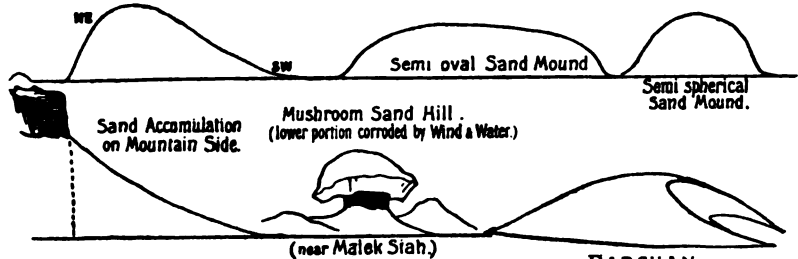 NE
SW
Semi oval Sand Mound
Semi spherical
Sand Mound.
Sand Accomulation
on Mountain Side.
Mushroom Sand Hill.
(lower portion corroded by Wind & Water.)
(near Malek Siah.)